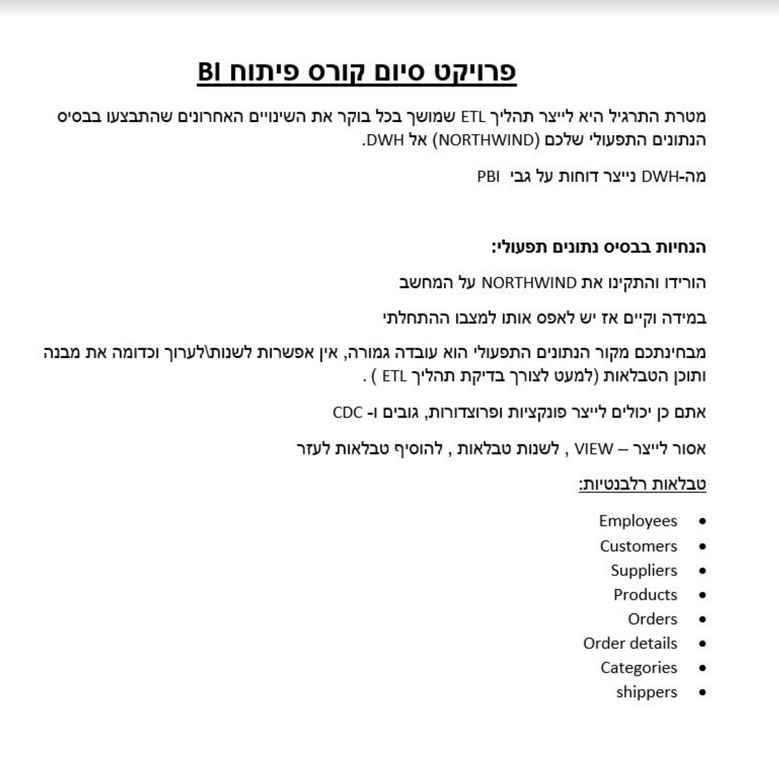 פרויקט סיום קורס פיתוח BI
מטרת התרגיל היא לייצר תהליך ETL שמושך בכל בוקר את השינויים האחרונים שהתבצעו בבסיס
הנתונים התפעולי שלכם (NORTHWIND) אל DWH.
מה-DWH נייצר דוחות על גבי PBI
הנחיות בבסיס נתונים תפעולי:
הורידו והתקינו את NORTHWIND על המחשב
במידה וקיים אז יש לאפס אותו למצבו ההתחלתי
מבחינתכם מקור הנתונים התפעולי הוא עובדה גמורה, אין אפשרות לשנות\לערוך וכדומה את מבנה
ותוכן הטבלאות (למעט לצורך בדיקת תהליך ETL ) .
אתם כן יכולים לייצר פונקציות ופרוצדורות, גובים ו- CDC
אסור לייצר – VIEW , לשנות טבלאות , להוסיף טבלאות לעזר
טבלאות רלבנטיות:
• Employees
• Customers
• Suppliers
• Products
• Orders
• Order details
• Categories
• shippers